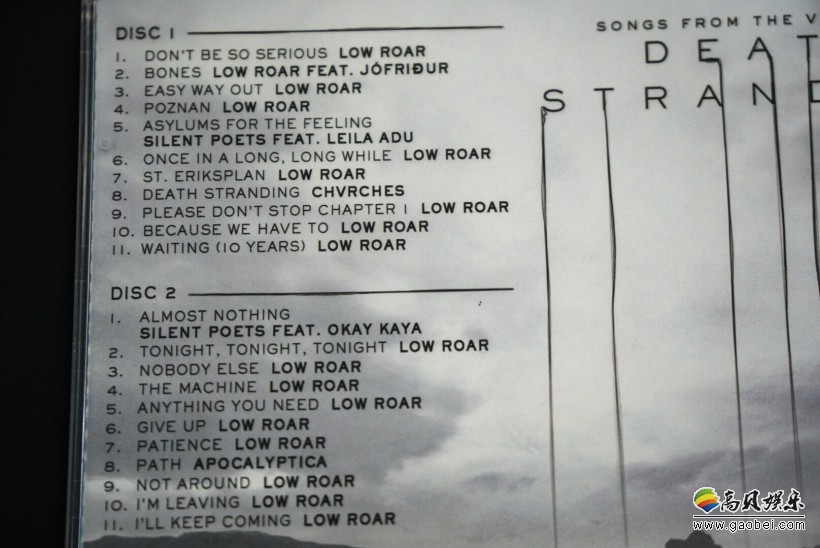 DISC 1
1. DON'T BE SO SERIOUS LOW ROAR
2. BONES LOW ROAR FEAT. JÓFRIÐUR
3. EASY WAY OUT LOW ROAR
4. POZNAN LOW ROAR
5. ASYLUMS FOR THE FEELING
SILENT POETS FEAT. LEILA ADU
6. ONCE IN A LONG, LONG WHILE LOW ROAR
7. ST. ERIKSPLAN LOW ROAR
8. DEATH STRANDING CHVRCHES
9. PLEASE DON'T STOP CHAPTER 1 LOW ROAR
10. BECAUSE WE HAVE TO LOW ROAR
11. WAITING (10 YEARS) LOW ROAR
DISC 2
1. ALMOST NOTHING
SILENT POETS FEAT. OKAY KAYA
2. TONIGHT, TONIGHT, TONIGHT LOW ROAR
3. NOBODY ELSE LOW ROAR
4. THE MACHINE LOW ROAR
5. ANYTHING YOU NEED LOW ROAR
6. GIVE UP LOW ROAR
7. PATIENCE LOW ROAR
8. PATH APOCALYPTICA
9. NOT AROUND LOW ROAR
10. I'M LEAVING LOW ROAR
11. I'LL KEEP COMING LOW ROAR
SONGS FROM THE V
DEAT
STRAND
高贝娱乐
www.gaobei.com